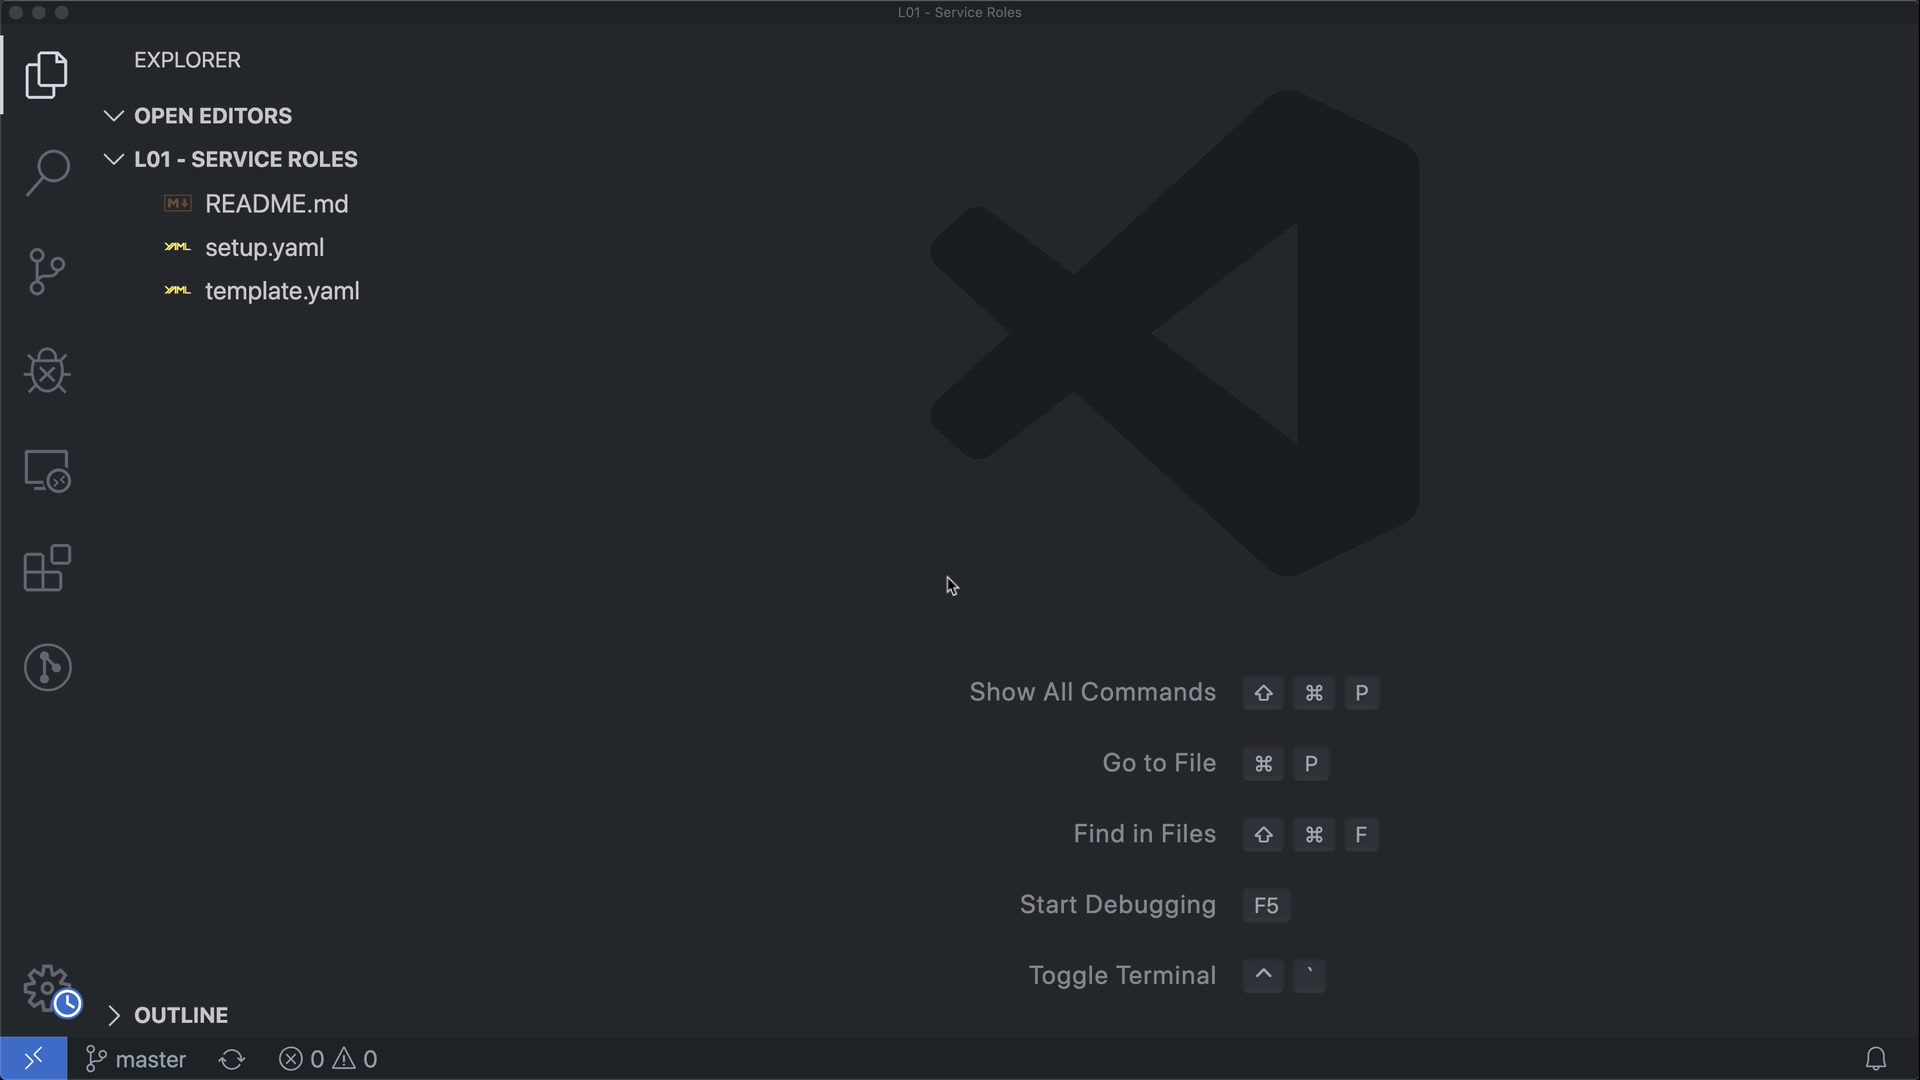 L01 - Service Roles
EXPLORER
OPEN EDITORS
L01 - SERVICE ROLES
README.md
setup.yaml
template.yaml
Show All Commands ⇧ ⌘ P
Go to File ⌘ P
Find in Files ⇧ ⌘ F
Start Debugging F5
Toggle Terminal ^ `
OUTLINE
master 0 0